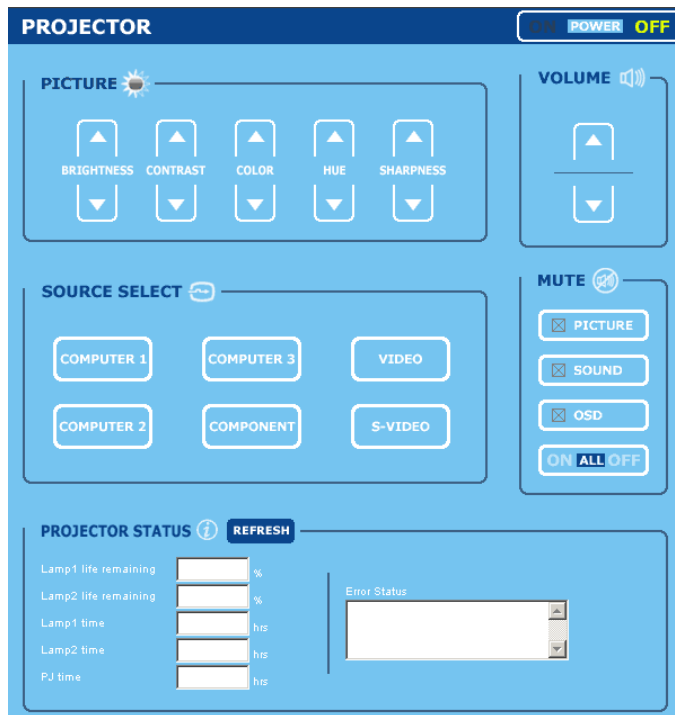 PROJECTOR
ON POWER OFF
PICTURE
BRIGHTNESS CONTRAST COLOR HUE SHARPNESS
VOLUME
SOURCE SELECT
COMPUTER 1 COMPUTER 3 VIDEO
COMPUTER 2 COMPONENT S-VIDEO
MUTE
PICTURE
SOUND
OSD
ON ALL OFF
PROJECTOR STATUS REFRESH
Lamp1 life remaining %
Lamp2 life remaining %
Lamp1 time hrs
Lamp2 time hrs
PJ time hrs
Error Status